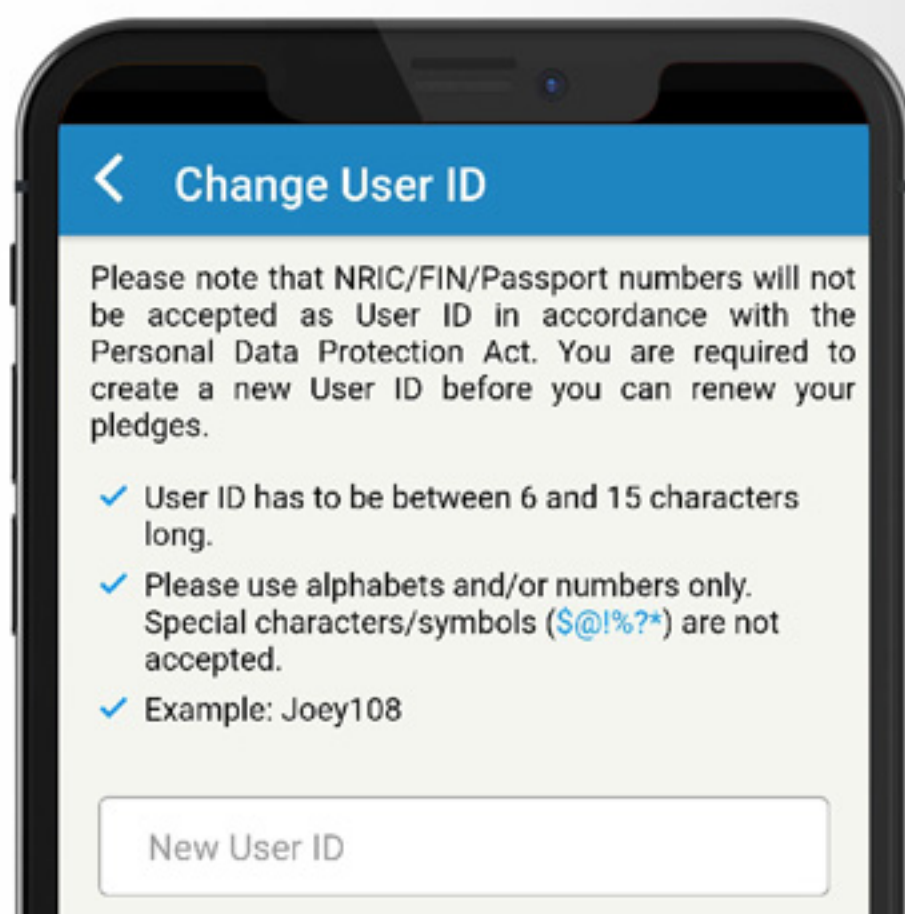 Change User ID
Please note that NRIC/FIN/Passport numbers will not
be accepted as User ID in accordance with the
Personal Data Protection Act. You are required to
create a new User ID before you can renew your
pledges.
User ID has to be between 6 and 15 characters
long.
Please use alphabets and/or numbers only.
Special characters/symbols ($@!%?*) are not
accepted.
Example: Joey108
New User ID